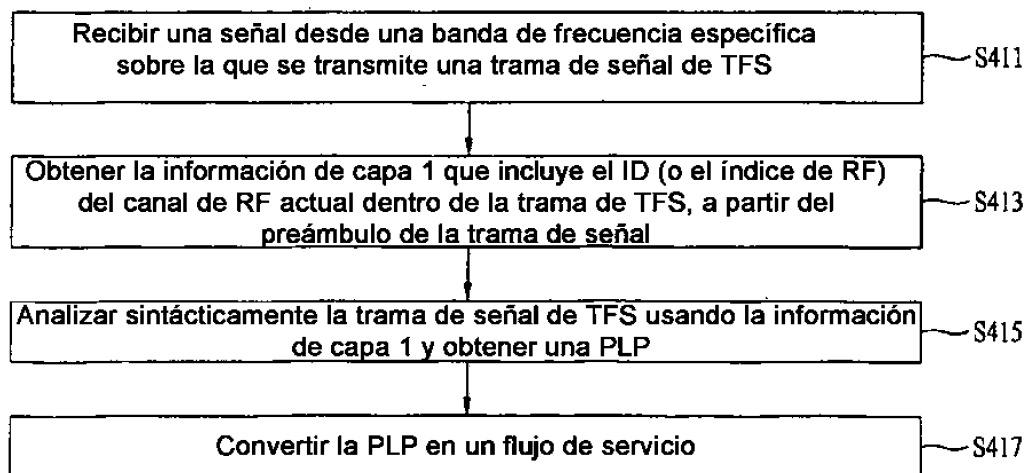 Recibir una señal desde una banda de frecuencia específica
sobre la que se transmite una trama de señal de TFS
S411
Obtener la información de capa 1 que incluye el ID (o el índice de RF)
del canal de RF actual dentro de la trama de TFS, a partir del
preámbulo de la trama de señal
S413
Analizar sintácticamente la trama de señal de TFS usando la información
de capa 1 y obtener una PLP
S415
Convertir la PLP en un flujo de servicio
S417